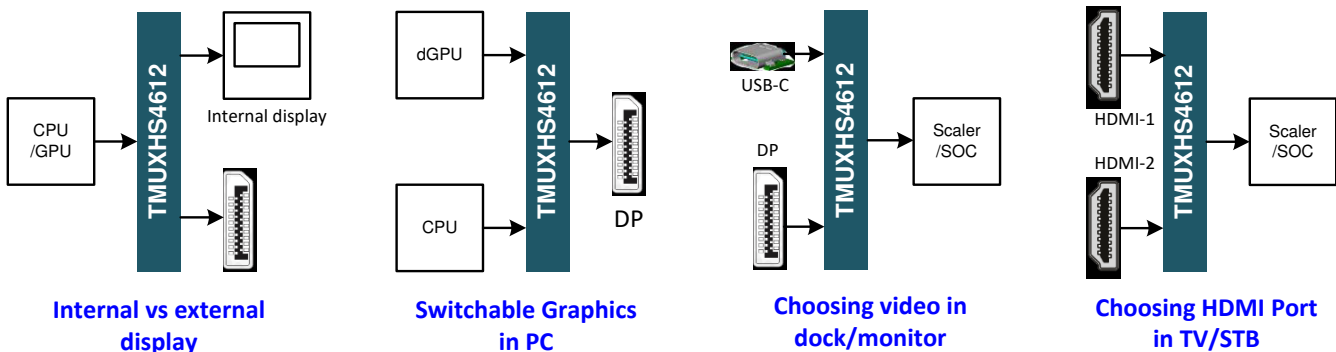 CPU
/GPU
TMUXHS4612
Internal display
Internal vs external
display
dGPU
CPU
TMUXHS4612
DP
Switchable Graphics
in PC
USB-C
DP
TMUXHS4612
Scaler
/SOC
Choosing video in
dock/monitor
HDMI-1
HDMI-2
TMUXHS4612
Scaler
/SOC
Choosing HDMI Port
in TV/STB